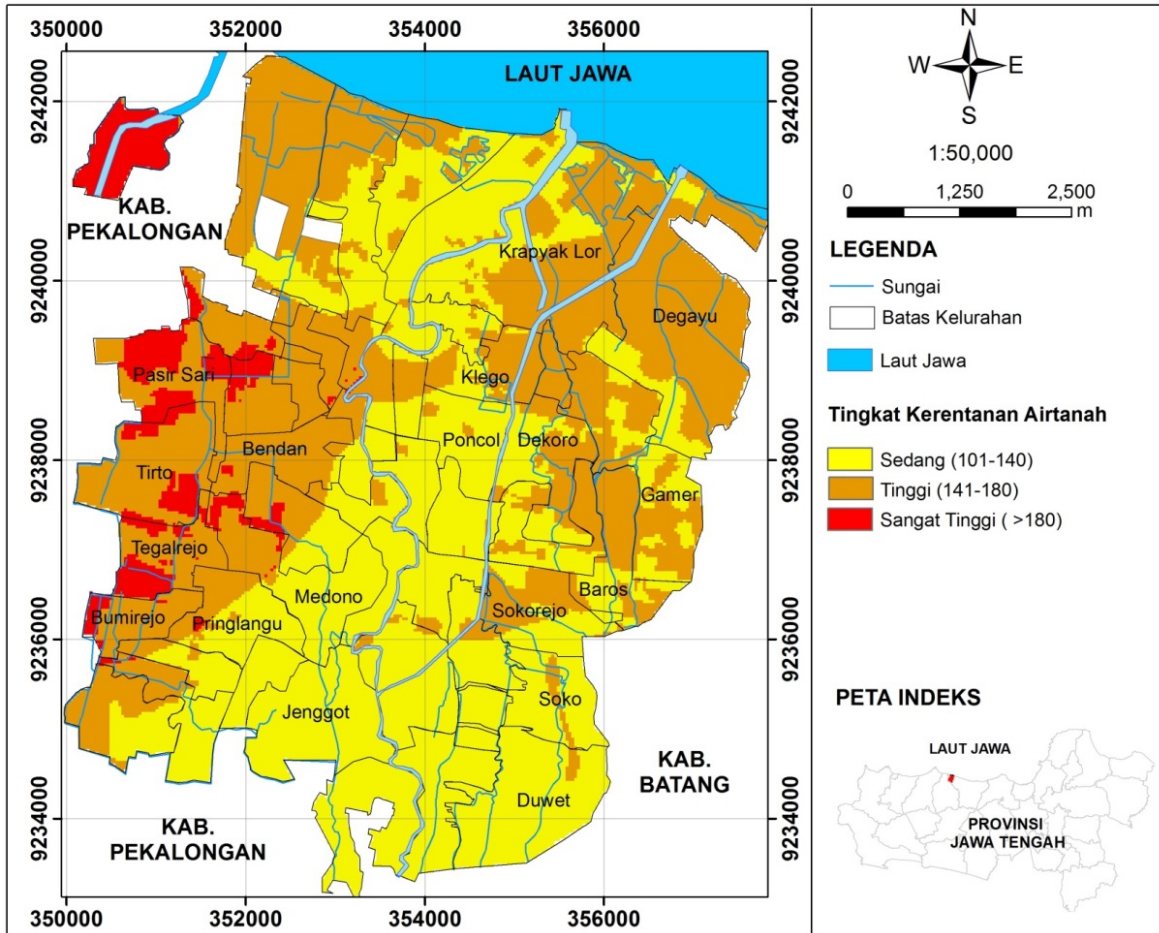 350000 352000 354000 356000
9242000 9242000
9240000 9240000
9238000 9238000
9236000 9236000
9234000 9234000
350000 352000 354000 356000
LAUT JAWA
KAB.
PEKALONGAN
Krapyak Lor
Degayu
Pasir Sari
Klego
Bendan
Poncol
Dekoro
Tirto
Gamer
Tegalrejo
Medono
Baros
Bumirejo
Pringlangu
Sokorejo
Jenggot
Soko
KAB.
BATANG
Duwet
KAB.
PEKALONGAN
N
W
E
S
1:50,000
0 1,250 2,500
m
LEGENDA
Sungai
Batas Kelurahan
Laut Jawa
Tingkat Kerentanan Airtanah
Sedang (101-140)
Tinggi (141-180)
Sangat Tinggi ( >180)
PETA INDEKS
LAUT JAWA
PROVINSI
JAWA TENGAH